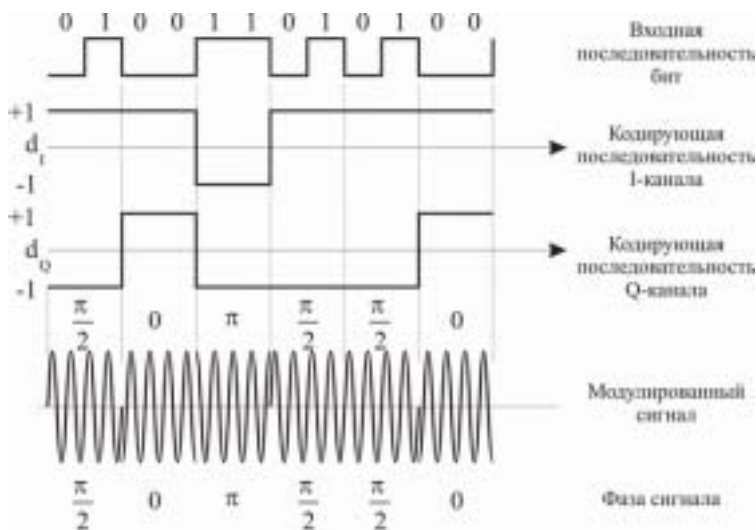 0 1 0 0 1 1 0 1 0 1 0 0
Входная
последовательность
бит
+1
d_I
-1
Кодирующая
последовательность
I-канала
+1
d_Q
-1
Кодирующая
последовательность
Q-канала
π/2 0 π π/2 π/2 0
Модулированный
сигнал
π/2 0 π π/2 π/2 0
Фаза сигнала